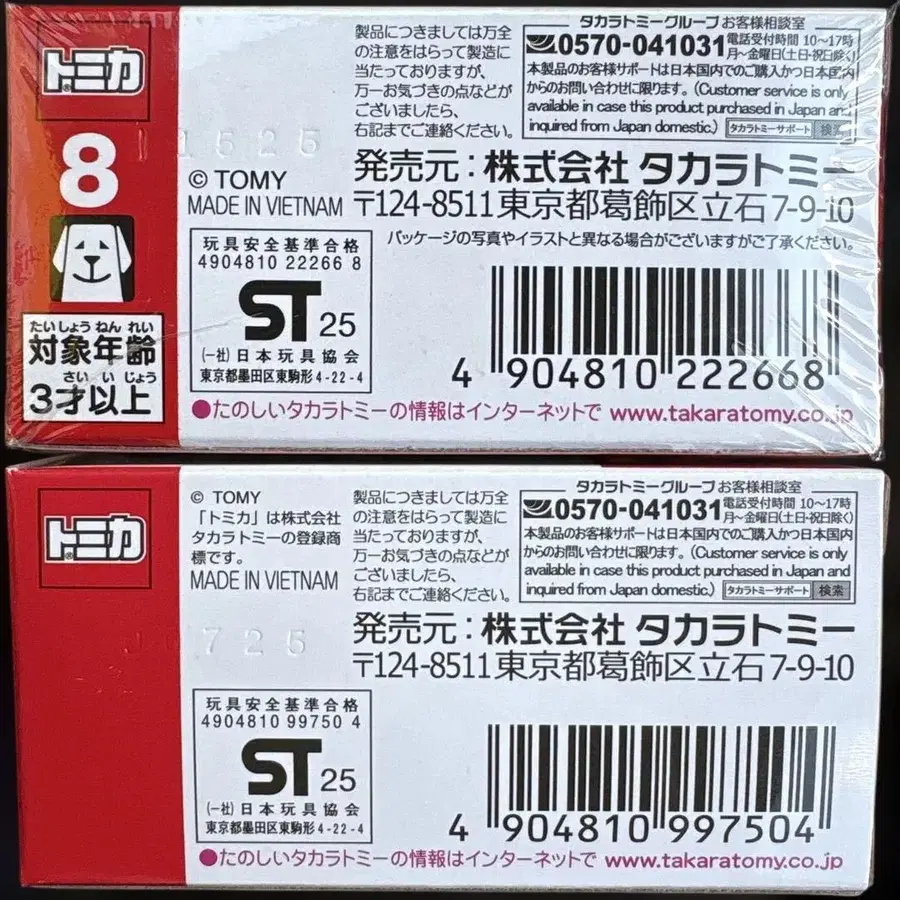 トミカ
8
たいしょうねんれい
対象年齢
さいいじょう
3才以上
1525
© TOMY
MADE IN VIETNAM
製品につきましては万全
の注意をはらって製造に
当たっておりますが、
万一お気づきの点などが
ございましたら、
右記までご連絡ください。
タカラトミーグループ お客様相談室
0570-041031 電話受付時間 10〜17時
月〜金曜日(土日・祝日除く)
本製品のお客様サポートは日本国内でのご購入かつ日本国内
からのお問い合わせに限ります。(Customer service is only
available in case this product purchased in Japan and
inquired from Japan domestic.) タカラトミーサポート 検索
発売元：株式会社 タカラトミー
〒124-8511 東京都葛飾区立石7-9-10
パッケージの写真やイラストと異なる場合がございますがご了承ください。
玩具安全基準合格
4904810 22266 8
ST 25
(一社)日本玩具協会
東京都墨田区東駒形 4-22-4
4 904810 222668
●たのしいタカラトミーの情報はインターネットで www.takaratomy.co.jp
トミカ
© TOMY
「トミカ」は株式会社
タカラトミーの登録商
標です。
MADE IN VIETNAM
J 725
製品につきましては万全
の注意をはらって製造に
当たっておりますが、
万一お気づきの点などが
ございましたら、
右記までご連絡ください。
タカラトミーグループ お客様相談室
0570-041031 電話受付時間 10〜17時
月〜金曜日(土日・祝日除く)
本製品のお客様サポートは日本国内でのご購入かつ日本国内
からのお問い合わせに限ります。(Customer service is only
available in case this product purchased in Japan and
inquired from Japan domestic.) タカラトミーサポート 検索
発売元：株式会社 タカラトミー
〒124-8511 東京都葛飾区立石7-9-10
玩具安全基準合格
4904810 99750 4
ST 25
(一社)日本玩具協会
東京都墨田区東駒形 4-22-4
4 904810 997504
●たのしいタカラトミーの情報はインターネットで www.takaratomy.co.jp